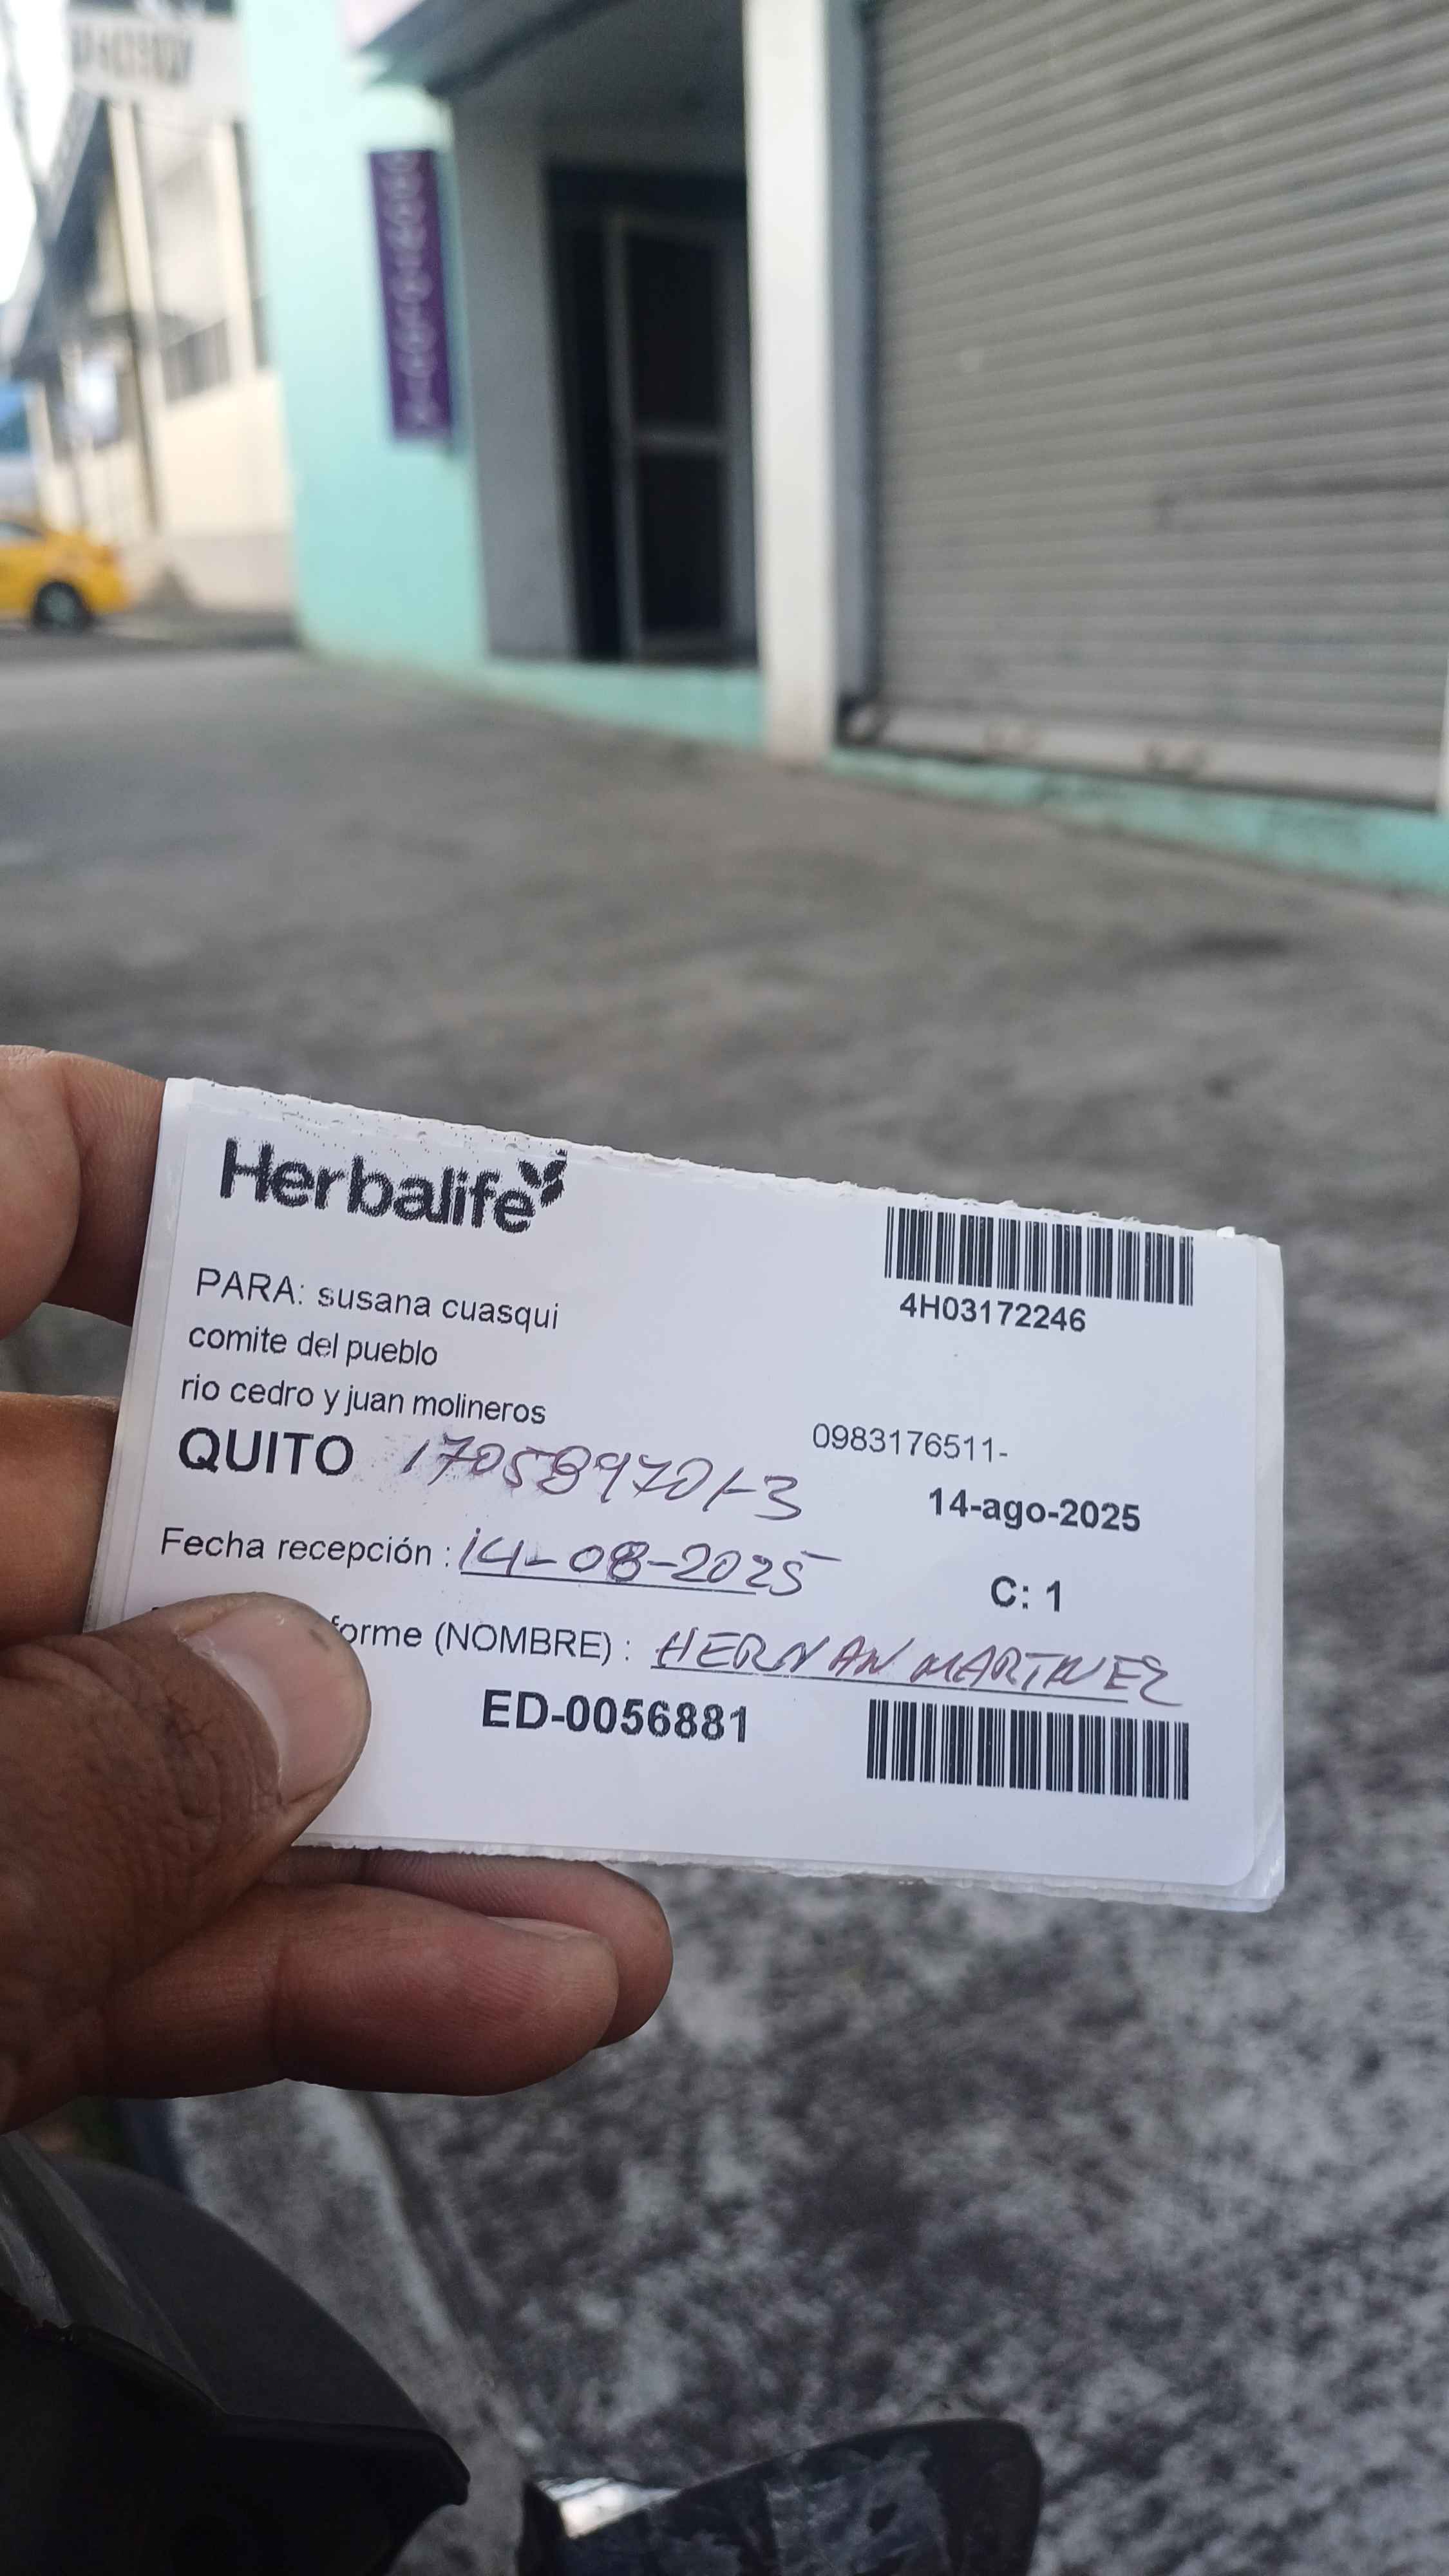 Herbalife
4H03172246
PARA: susana cuasqui
comite del pueblo
rio cedro y juan molineros
0983176511-
QUITO 170589701-3
14-ago-2025
Fecha recepción : 14-08-2025
C: 1
forme (NOMBRE) : HERNAN MARTINEZ
ED-0056881